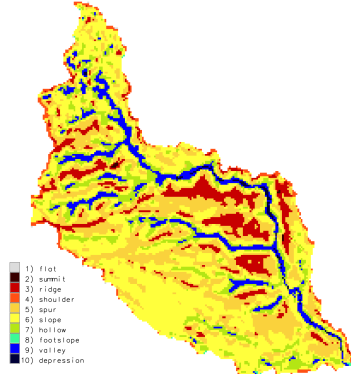 1) flat
2) summit
3) ridge
4) shoulder
5) spur
6) slope
7) hollow
8) footslope
9) valley
10) depression